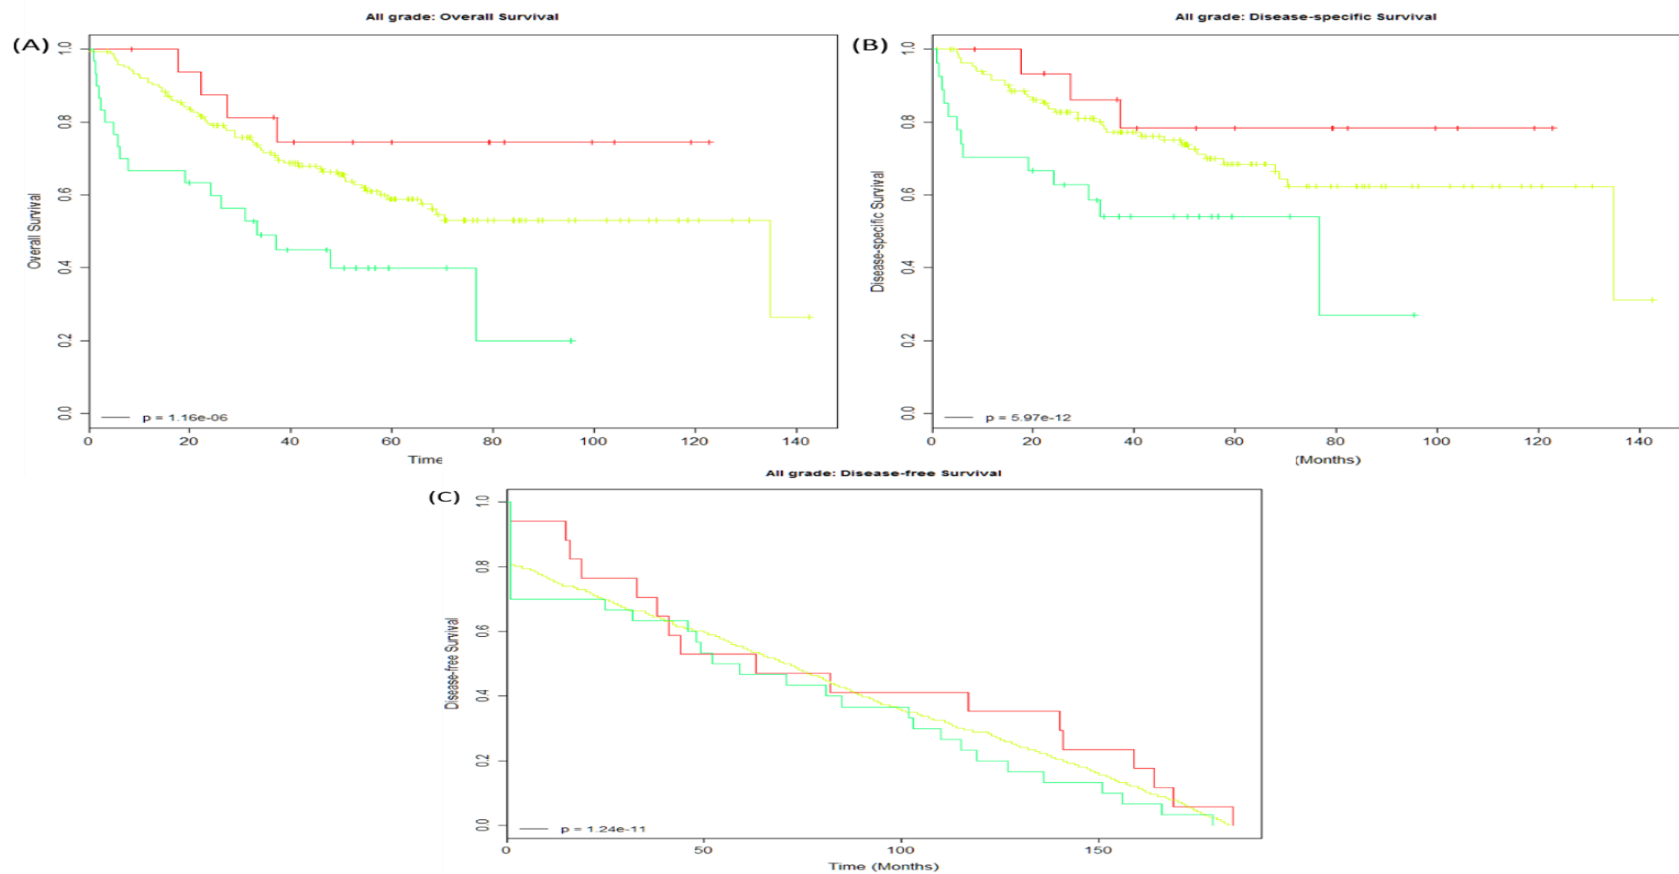 All grade: Overall Survival
(A)
Overall Survival
1.0
0.8
0.6
0.4
0.2
0.0
p = 1.16e-06
0 20 40 60 80 100 120 140
Time
All grade: Disease-specific Survival
(B)
Disease-specific Survival
1.0
0.8
0.6
0.4
0.2
0.0
p = 5.97e-12
0 20 40 60 80 100 120 140
(Months)
All grade: Disease-free Survival
(C)
Disease-free Survival
1.0
0.8
0.6
0.4
0.2
0.0
p = 1.24e-11
0 50 100 150
Time (Months)